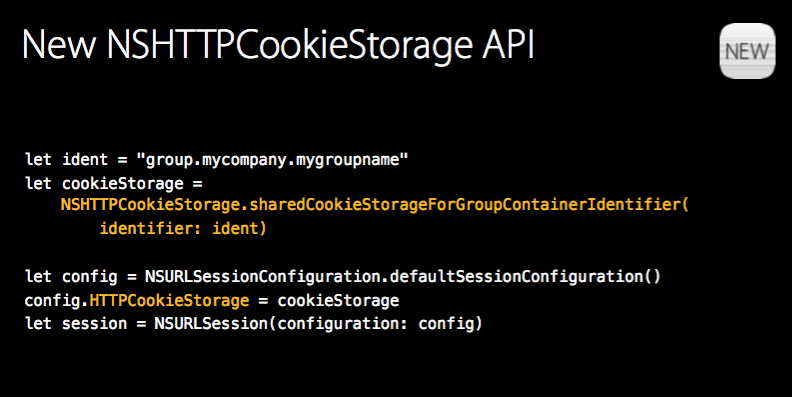 New NSHTTPCookieStorage API
NEW
let ident = "group.mycompany.mygroupname"
let cookieStorage =
NSHTTPCookieStorage.sharedCookieStorageForGroupContainerIdentifier(
identifier: ident)
let config = NSURLSessionConfiguration.defaultSessionConfiguration()
config.HTTPCookieStorage = cookieStorage
let session = NSURLSession(configuration: config)